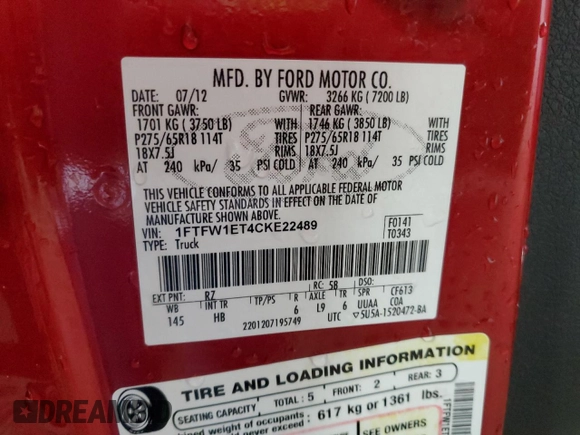 MFD. BY FORD MOTOR CO.
DATE: 07/12 GVWR: 3266 KG ( 7200 LB)
FRONT GAWR: REAR GAWR:
1701 KG ( 3750 LB) WITH 1746 KG ( 3850 LB) WITH
P275/65R18 114T TIRES P275/65R18 114T TIRES
18X7.5J RIMS 18X7.5J RIMS
AT 240 kPa/ 35 PSI COLD AT 240 kPa/ 35 PSI COLD
THIS VEHICLE CONFORMS TO ALL APPLICABLE FEDERAL MOTOR
VEHICLE SAFETY STANDARDS IN EFFECT ON THE DATE OF
MANUFACTURE SHOWN ABOVE.
VIN: 1FTFW1ET4CKE22489 F0141
TYPE: Truck T0343
EXT PNT: R7 RC: 58 DSO: CF613
WB INT TR TP/PS R AXLE TR SPR
145 HB 6 L9 6 UUAA COA
2201207195749 UTC 5U5A-1520472-BA
TIRE AND LOADING INFORMATION
SEATING CAPACITY TOTAL : 5 FRONT: 2 REAR: 3
weight of occupants : 617 kg or 1361 lbs.
exceed
SEE OWNERS
DREAM